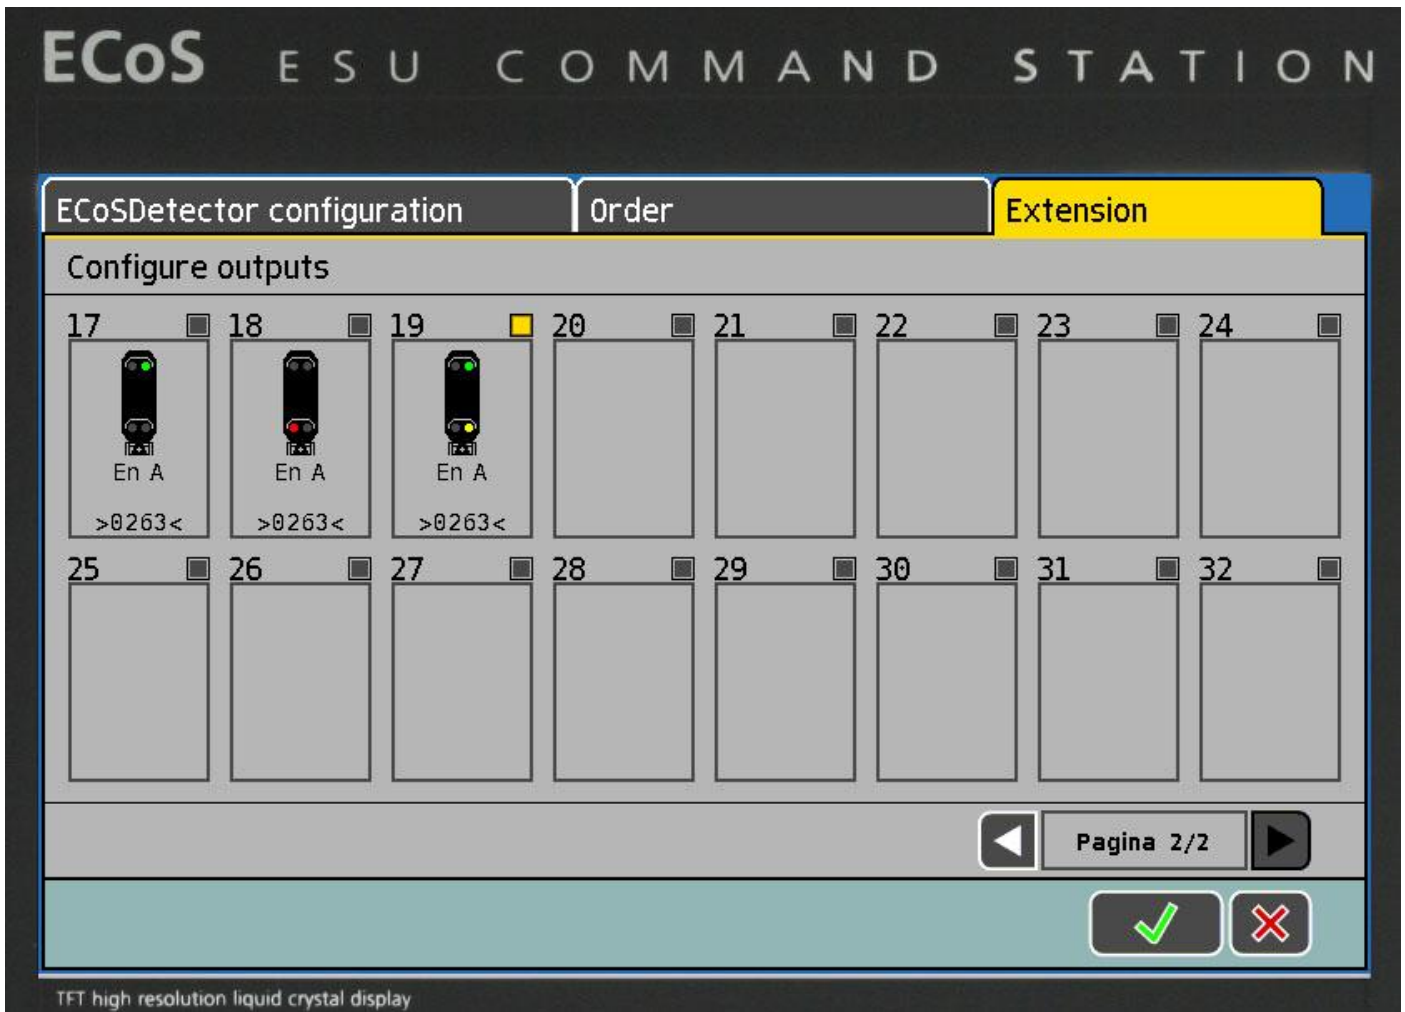 ECoS ESU COMMAND STATION
ECoSDetector configuration Order Extension
Configure outputs
17 18 19 20 21 22 23 24
En A En A En A
>0263< >0263< >0263<
25 26 27 28 29 30 31 32
Pagina 2/2
TFT high resolution liquid crystal display